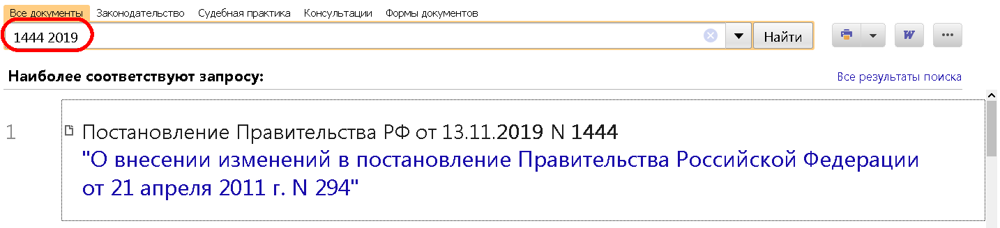 Все документы Законодательство Судебная практика Консультации Формы документов
1444 2019 Найти W
Наиболее соответствуют запросу: Все результаты поиска
1 Постановление Правительства РФ от 13.11.2019 N 1444
"О внесении изменений в постановление Правительства Российской Федерации
от 21 апреля 2011 г. N 294"